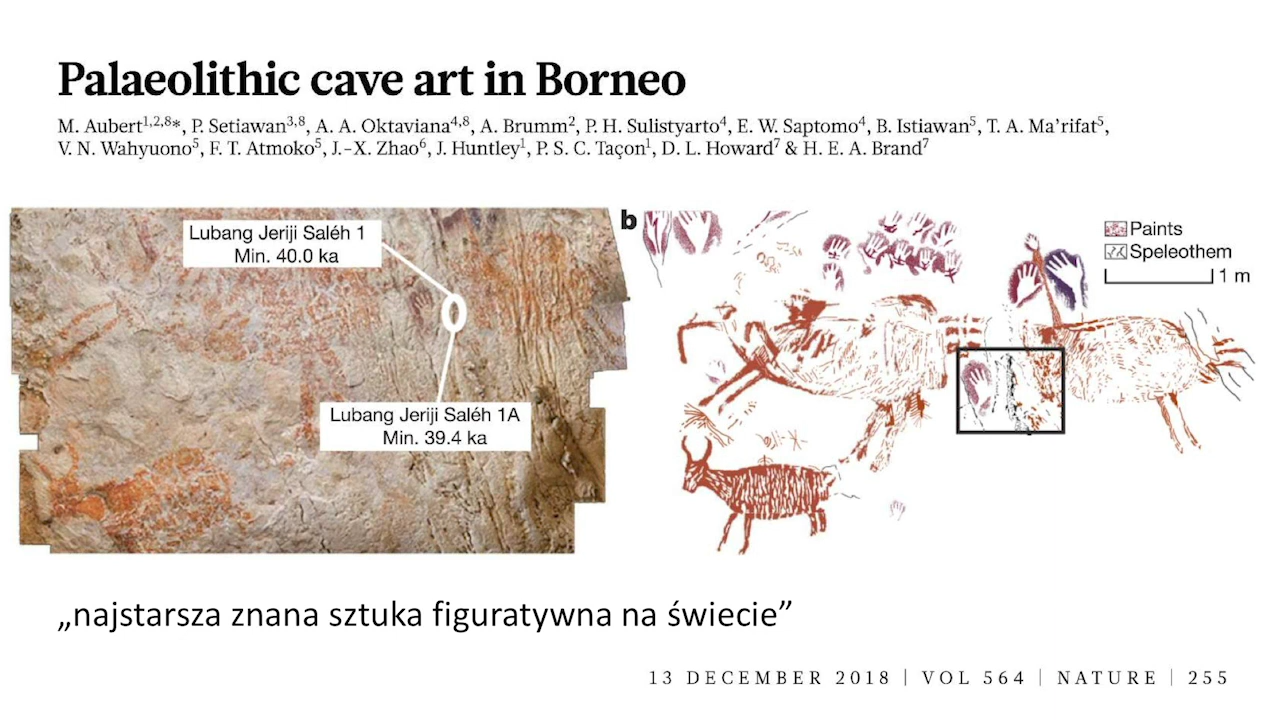 Palaeolithic cave art in Borneo
M. Aubert1,2,8*, P. Setiawan3,8, A. A. Oktaviana4,8, A. Brumm2, P. H. Sulistyarto4, E. W. Saptomo4, B. Istiawan5, T. A. Ma'rifat5,
V. N. Wahyuono5, F. T. Atmoko5, J.-X. Zhao6, J. Huntley1, P. S. C. Taçon1, D. L. Howard7 & H. E. A. Brand7
Lubang Jeriji Saléh 1
Min. 40.0 ka
Lubang Jeriji Saléh 1A
Min. 39.4 ka
b
Paints
Speleothem
1 m
„najstarsza znana sztuka figuratywna na świecie”
13 DECEMBER 2018 | VOL 564 | NATURE | 255